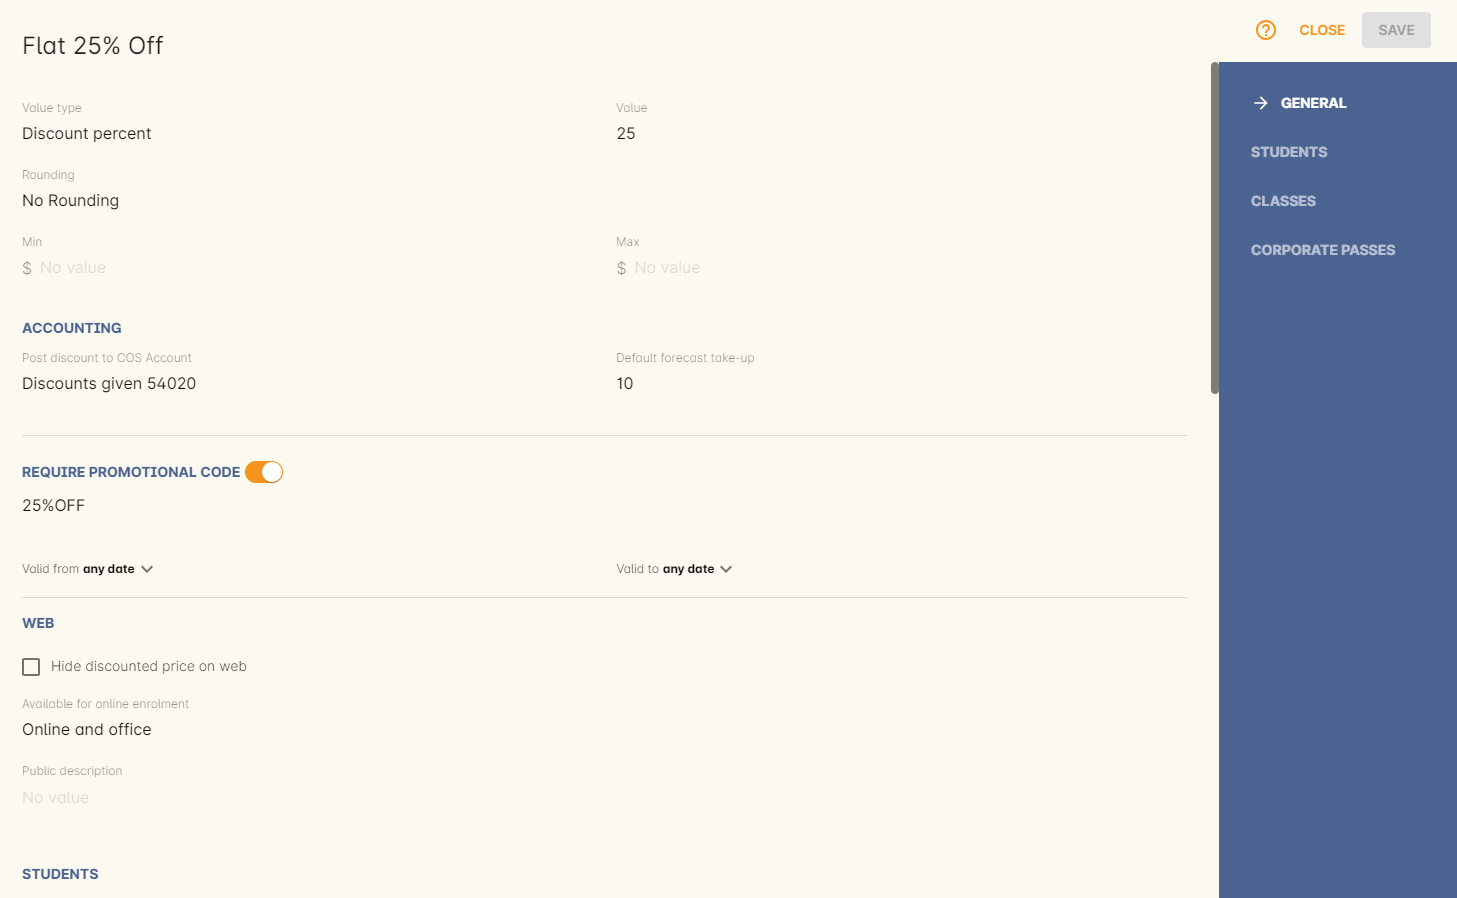 CLOSE SAVE
Flat 25% Off
Value type Value
Discount percent 25
Rounding
No Rounding
Min Max
$ No value $ No value
ACCOUNTING
Post discount to COS Account Default forecast take-up
Discounts given 54020 10
REQUIRE PROMOTIONAL CODE
25%OFF
Valid from any date Valid to any date
WEB
Hide discounted price on web
Available for online enrolment
Online and office
Public description
No value
STUDENTS
GENERAL
STUDENTS
CLASSES
CORPORATE PASSES